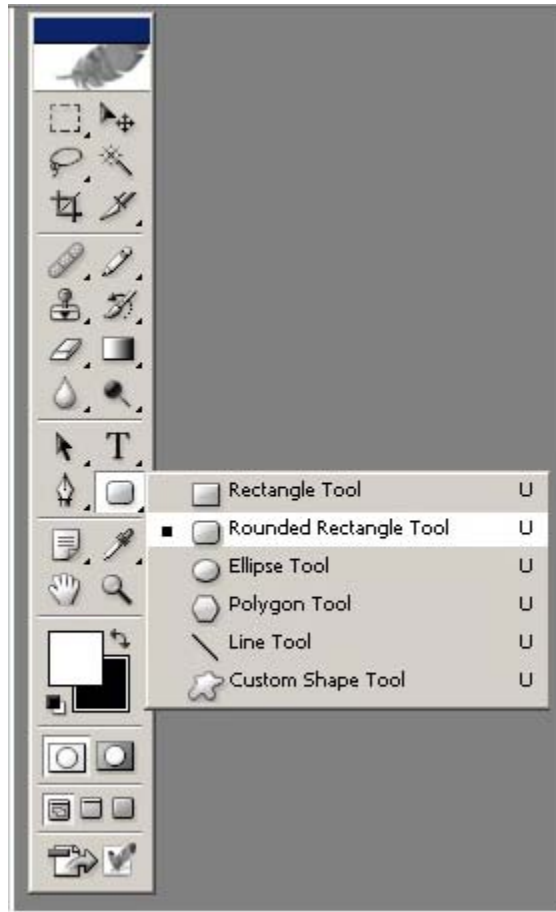 T
Rectangle Tool U
Rounded Rectangle Tool U
Ellipse Tool U
Polygon Tool U
Line Tool U
Custom Shape Tool U